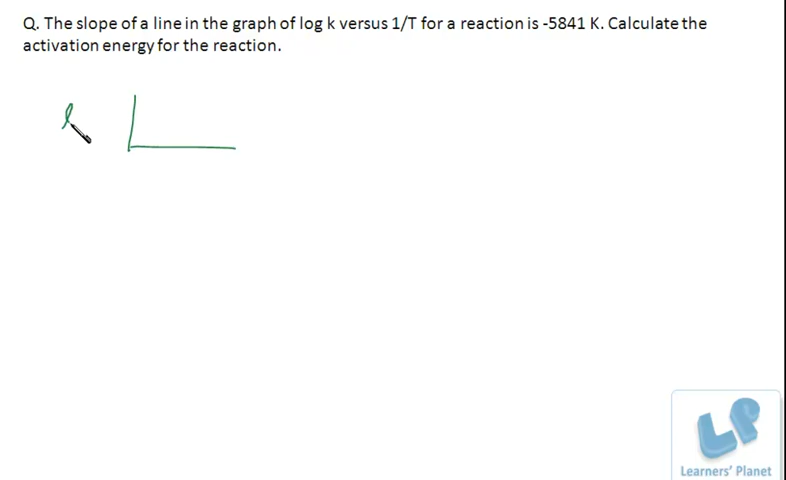 Q. The slope of a line in the graph of log k versus 1/T for a reaction is -5841 K. Calculate the
activation energy for the reaction.
l
LP
Learners' Planet